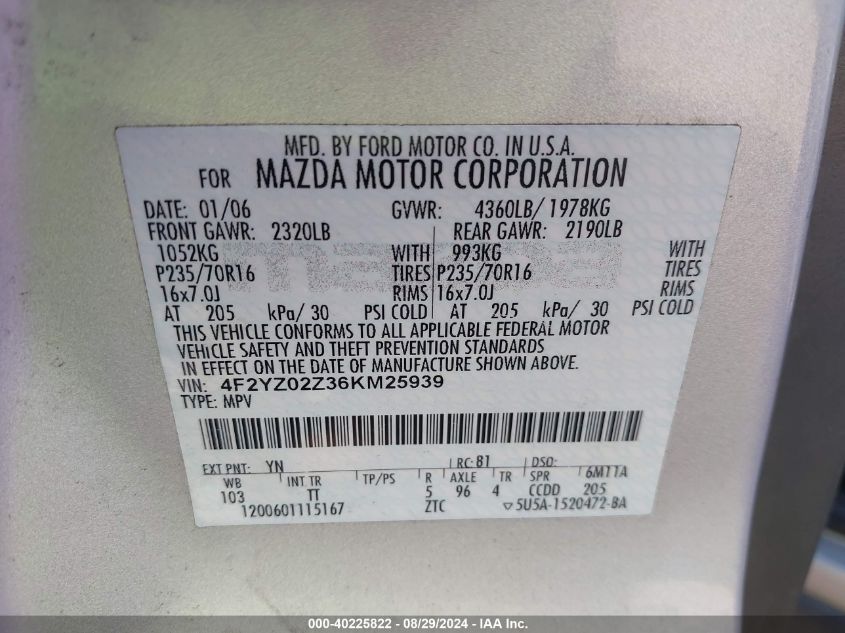 MFD. BY FORD MOTOR CO. IN U.S.A.
FOR MAZDA MOTOR CORPORATION
DATE: 01/06 GVWR: 4360LB/ 1978KG
FRONT GAWR: 2320LB REAR GAWR: 2190LB
1052KG WITH 993KG WITH
P235/70R16 TIRES P235/70R16 TIRES
16x7.0J RIMS 16x7.0J RIMS
AT 205 kPa/ 30 PSI COLD AT 205 kPa/ 30 PSI COLD
THIS VEHICLE CONFORMS TO ALL APPLICABLE FEDERAL MOTOR
VEHICLE SAFETY AND THEFT PREVENTION STANDARDS
IN EFFECT ON THE DATE OF MANUFACTURE SHOWN ABOVE.
VIN: 4F2YZ02Z36KM25939
TYPE: MPV
EXT PNT: YN RC: 81 DSO:
WB INT TR TP/PS R AXLE TR SPR 6M11A
103 TT 5 96 4 CCDD 205
1200601115167 ZTC ▽5U5A-1520472-BA
000-40225822 - 08/29/2024 - IAA Inc.